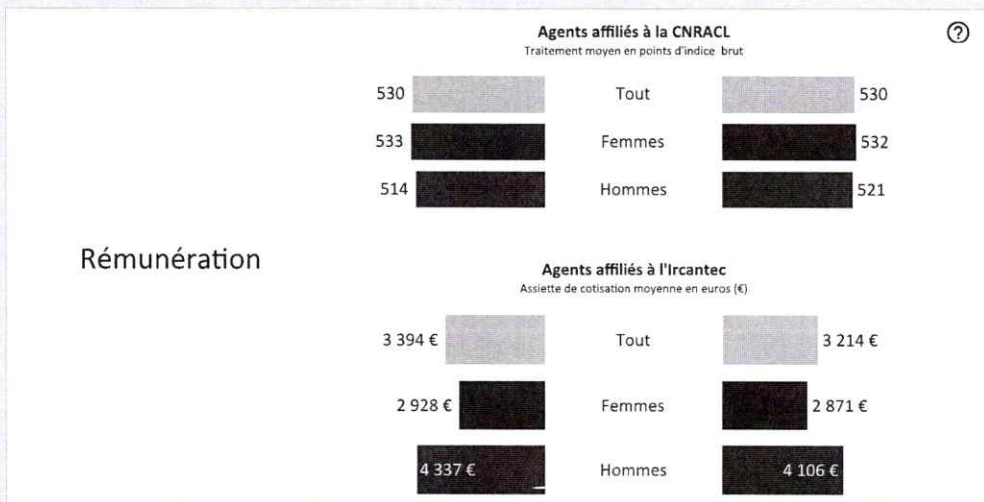 Agents affiliés à la CNRACL
?
Traitement moyen en points d'indice brut
530 Tout 530
533 Femmes 532
514 Hommes 521
Rémunération
Agents affiliés à l'Ircantec
Assiette de cotisation moyenne en euros (€)
3 394 € Tout 3 214 €
2 928 € Femmes 2 871 €
4 337 € Hommes 4 106 €